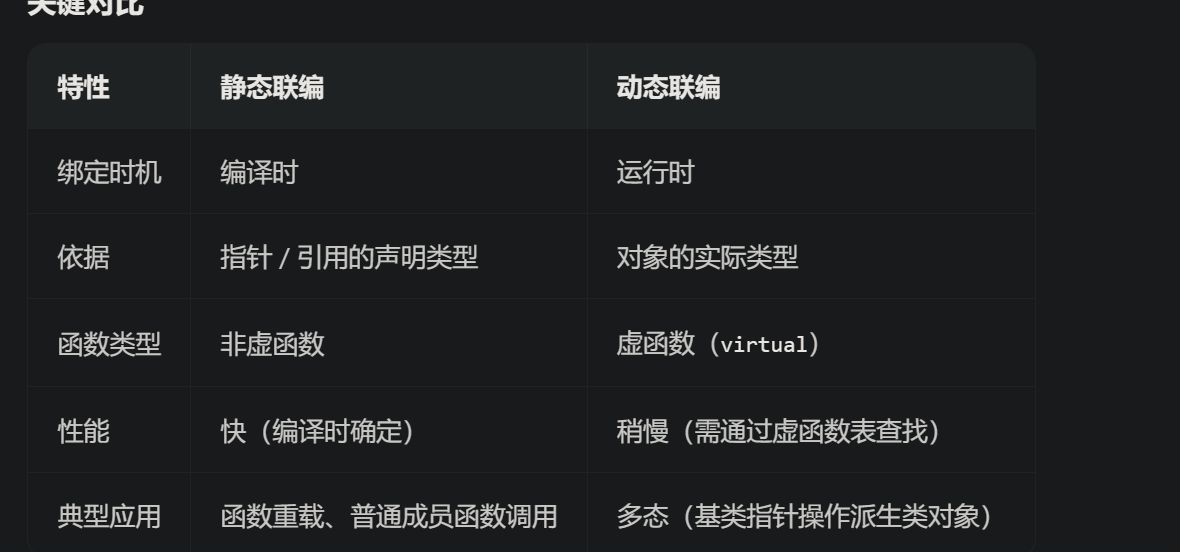 关键对比
特性 静态联编 动态联编
绑定时机 编译时 运行时
依据 指针 / 引用的声明类型 对象的实际类型
函数类型 非虚函数 虚函数（virtual）
性能 快（编译时确定） 稍慢（需通过虚函数表查找）
典型应用 函数重载、普通成员函数调用 多态（基类指针操作派生类对象）